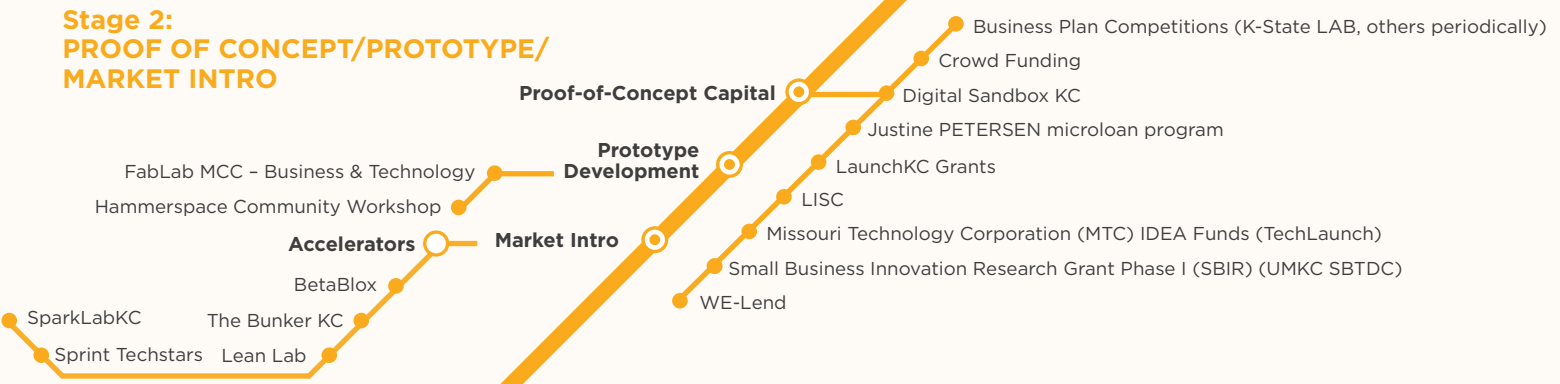 Stage 2:
PROOF OF CONCEPT/PROTOTYPE/
MARKET INTRO
Proof-of-Concept Capital
Business Plan Competitions (K-State LAB, others periodically)
Crowd Funding
Digital Sandbox KC
Justine PETERSEN microloan program
LaunchKC Grants
LISC
Missouri Technology Corporation (MTC) IDEA Funds (TechLaunch)
Small Business Innovation Research Grant Phase I (SBIR) (UMKC SBTDC)
WE-Lend
Prototype
Development
FabLab MCC – Business & Technology
Hammerspace Community Workshop
Market Intro
Accelerators
BetaBlox
The Bunker KC
Lean Lab
Sprint Techstars
SparkLabKC